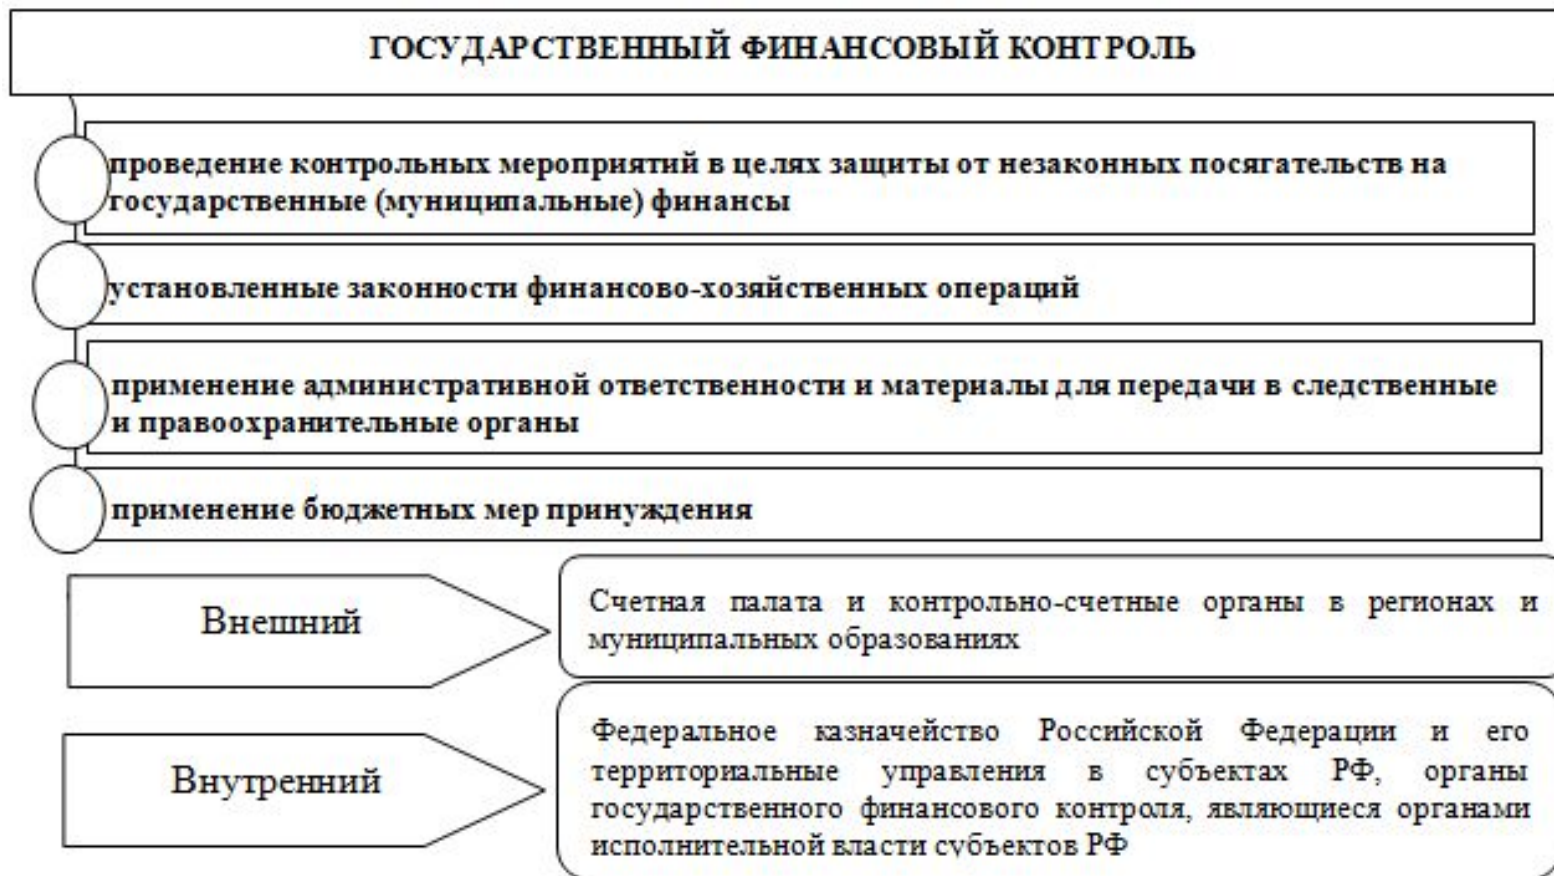 ГОСУДАРСТВЕННЫЙ ФИНАНСОВЫЙ КОНТРОЛЬ
проведение контрольных мероприятий в целях защиты от незаконных посягательств на
государственные (муниципальные) финансы
установленные законности финансово-хозяйственных операций
применение административной ответственности и материалы для передачи в следственные
и правоохранительные органы
применение бюджетных мер принуждения
Внешний
Счетная палата и контрольно-счетные органы в регионах и
муниципальных образованиях
Внутренний
Федеральное казначейство Российской Федерации и его
территориальные управления в субъектах РФ, органы
государственного финансового контроля, являющиеся органами
исполнительной власти субъектов РФ